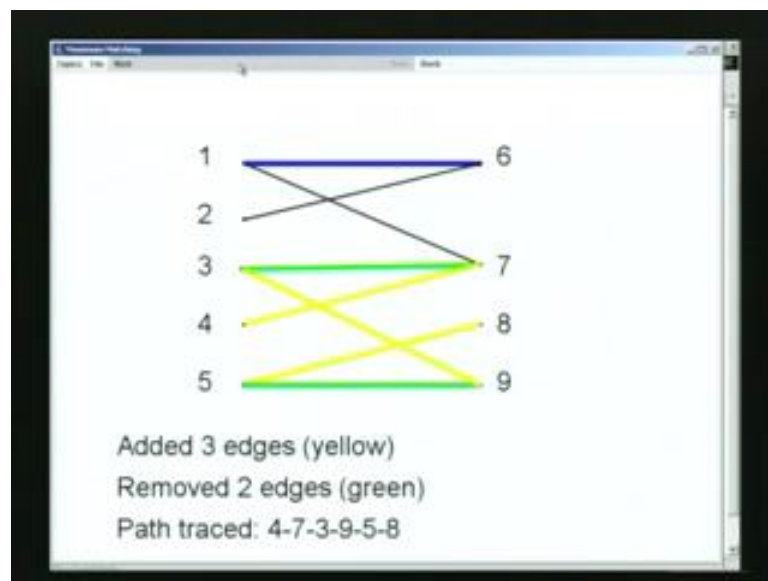 1 6
2
3 7
4 8
5 9
Added 3 edges (yellow)
Removed 2 edges (green)
Path traced: 4-7-3-9-5-8